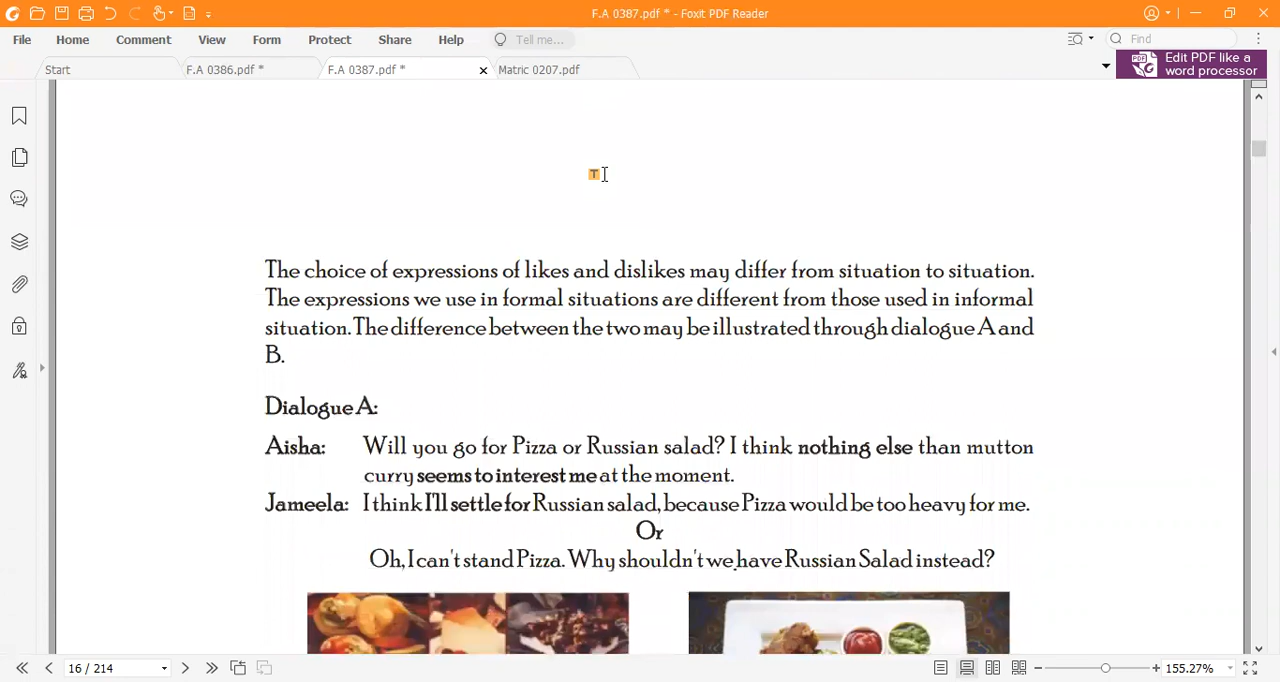 F.A 0387.pdf * - Foxit PDF Reader
File Home Comment View Form Protect Share Help Tell me... Find
Start F.A 0386.pdf * F.A 0387.pdf * Matric 0207.pdf
Edit PDF like a
word processor
T
The choice of expressions of likes and dislikes may differ from situation to situation.
The expressions we use in formal situations are different from those used in informal
situation. The difference between the two may be illustrated through dialogue A and
B.
Dialogue A:
Aisha: Will you go for Pizza or Russian salad? I think nothing else than mutton
curry seems to interest me at the moment.
Jameela: I think I'll settle for Russian salad, because Pizza would be too heavy for me.
Or
Oh, I can't stand Pizza. Why shouldn't we have Russian Salad instead?
16 / 214 155.27%